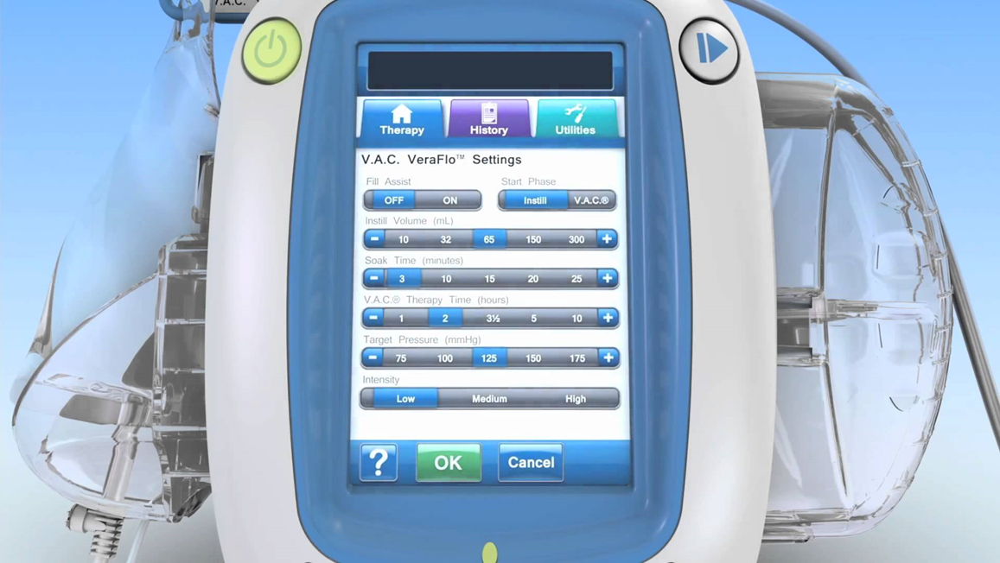 V.A.C.
Therapy History Utilities
V.A.C. VeraFlo™ Settings
Fill Assist Start Phase
OFF ON Instill V.A.C.®
Instill Volume (mL)
- 10 32 65 150 300 +
Soak Time (minutes)
- 3 10 15 20 25 +
V.A.C.® Therapy Time (hours)
- 1 2 3½ 5 10 +
Target Pressure (mmHg)
- 75 100 125 150 175 +
Intensity
Low Medium High
? OK Cancel